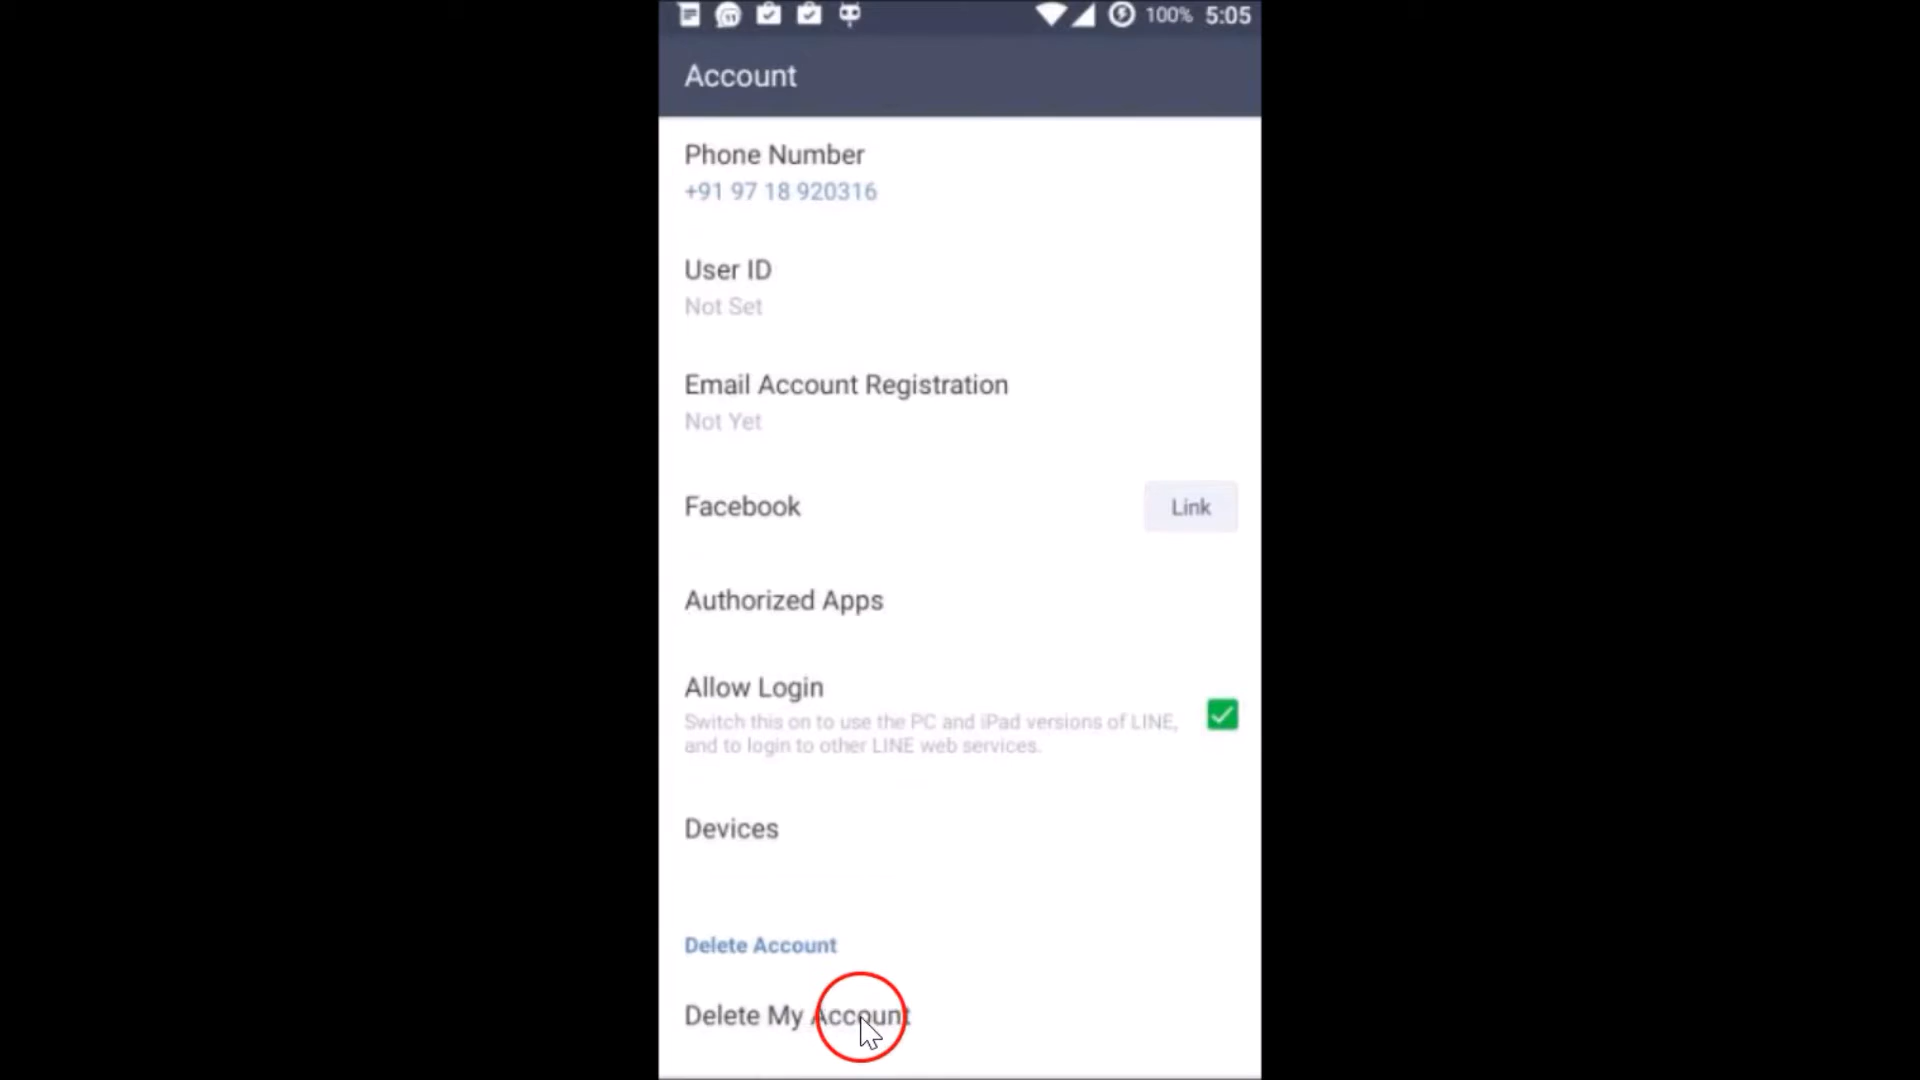 100% 5:05
Account
Phone Number
+91 97 18 920316
User ID
Not Set
Email Account Registration
Not Yet
Facebook
Link
Authorized Apps
Allow Login
Switch this on to use the PC and iPad versions of LINE,
and to login to other LINE web services.
Devices
Delete Account
Delete My Account